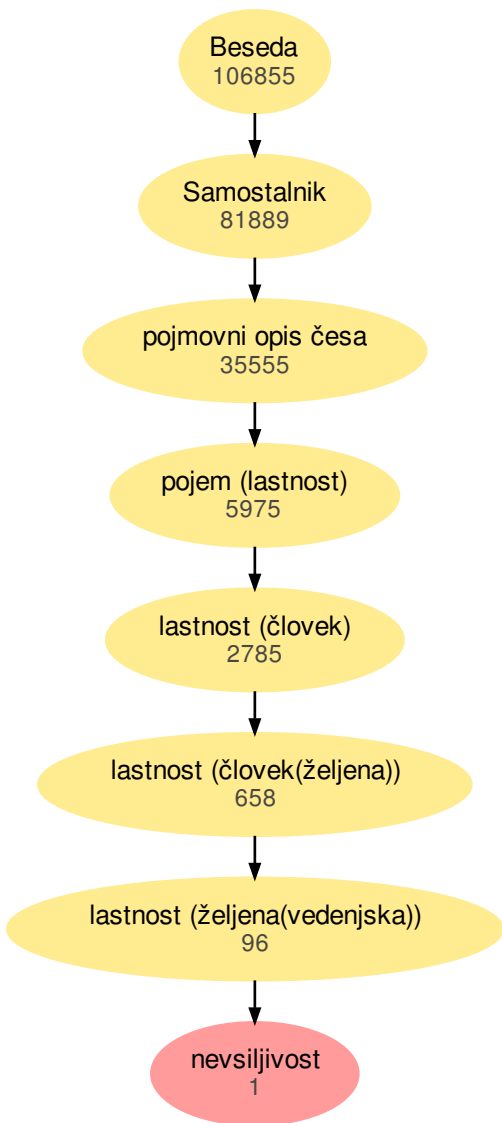 Beseda
106855
Samostalnik
81889
pojmovni opis česa
35555
pojem (lastnost)
5975
lastnost (človek)
2785
lastnost (človek(željena))
658
lastnost (željena(vedenjska))
96
nevsiljivost
1